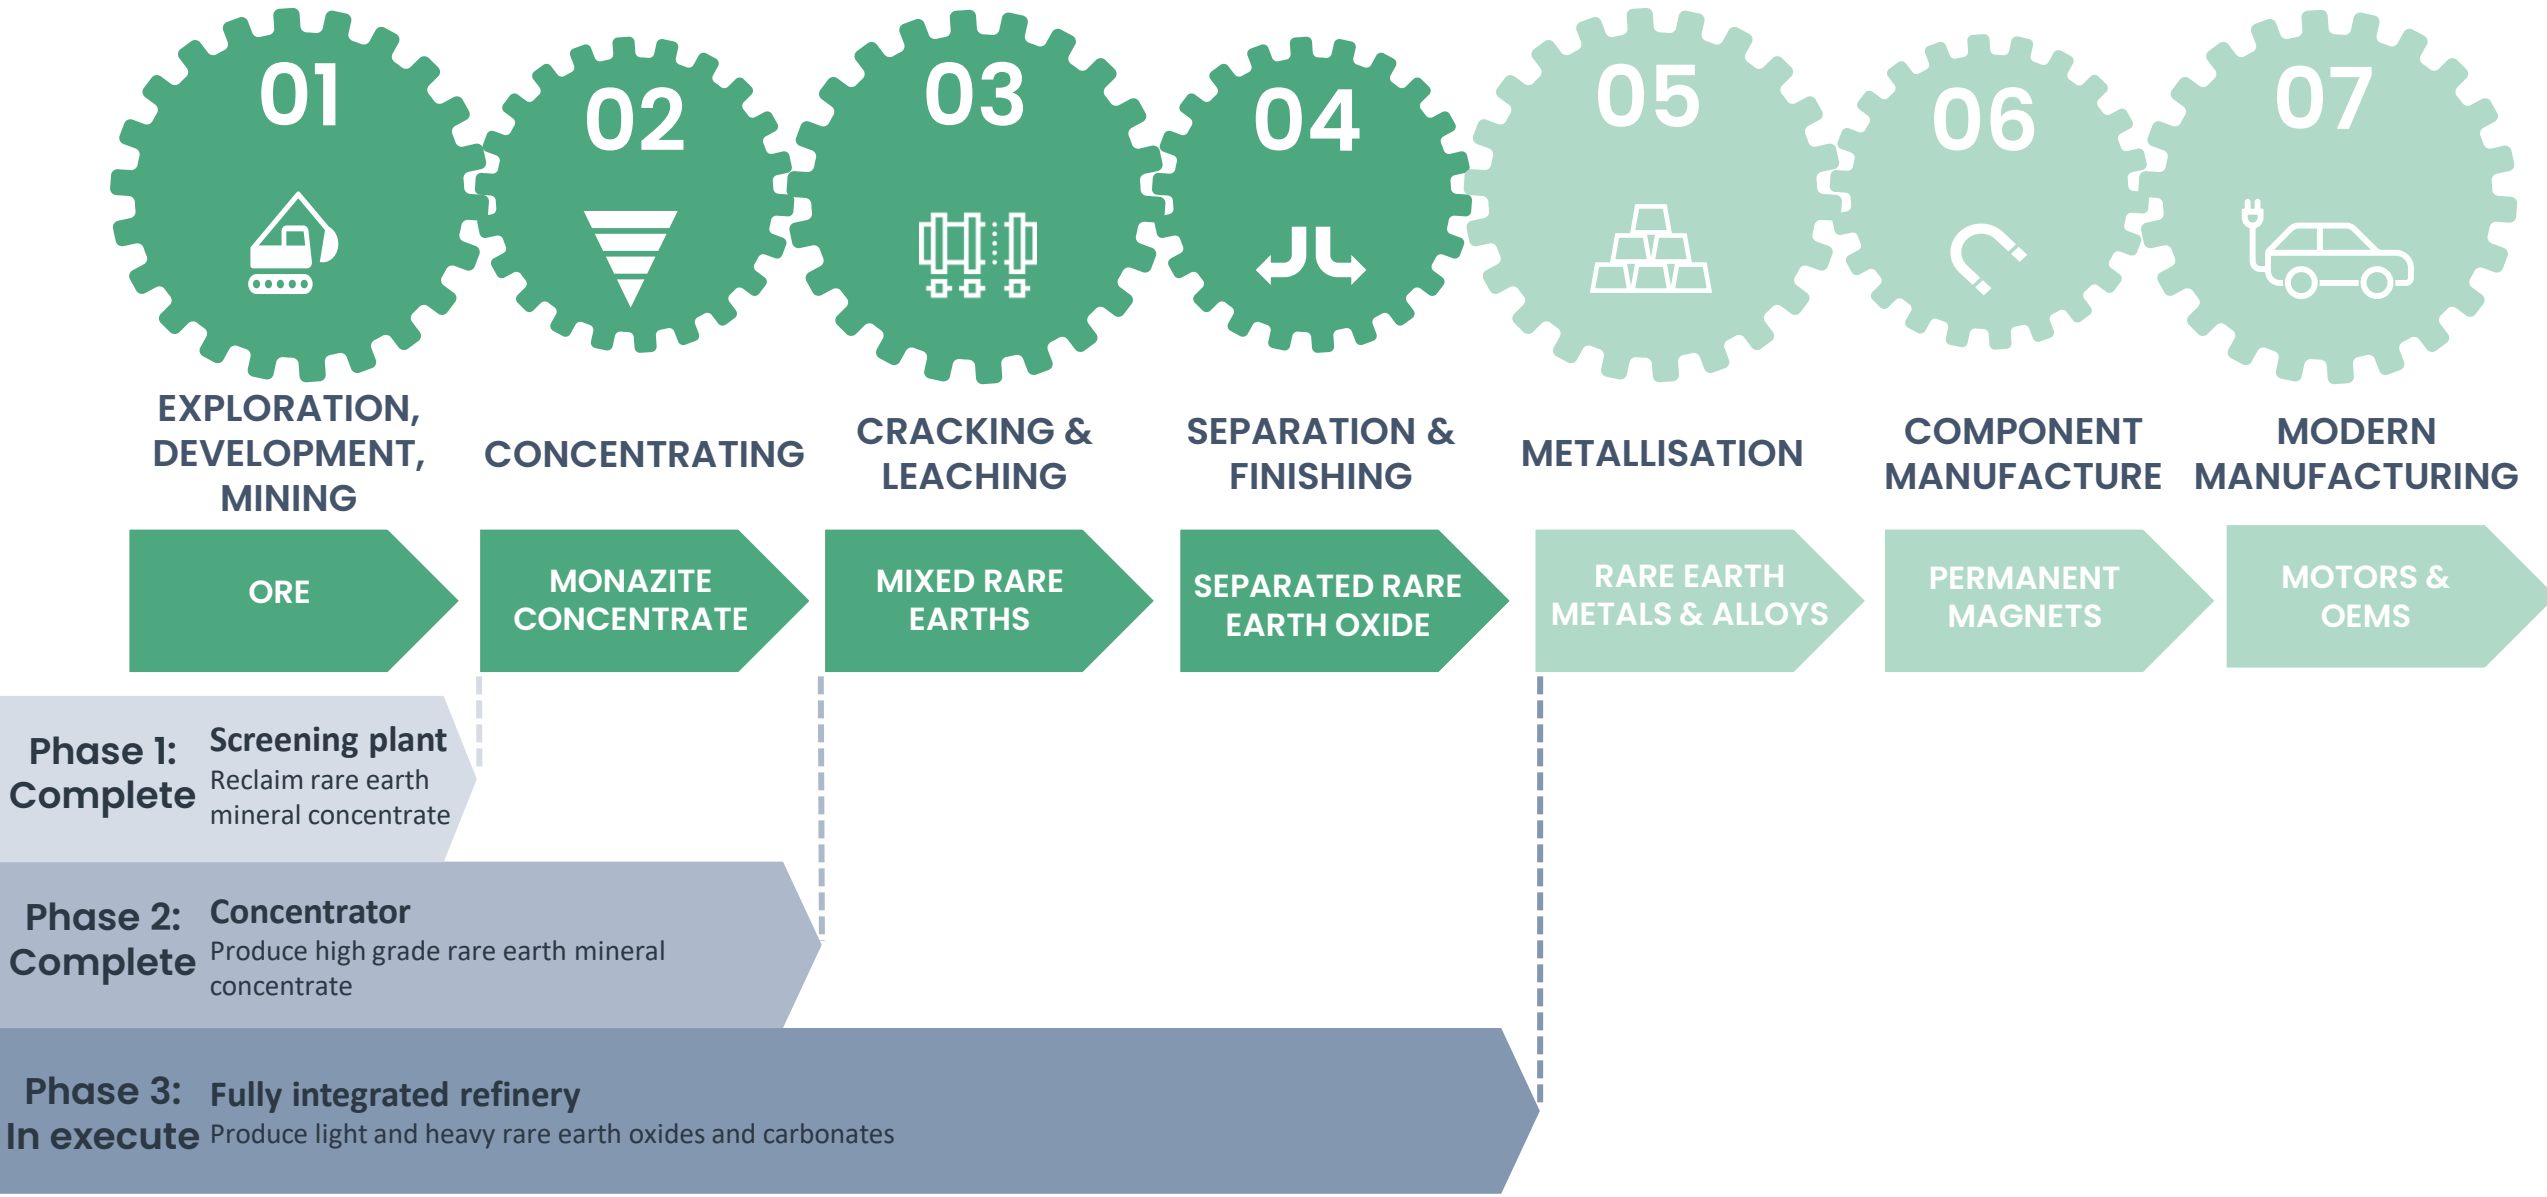 01
02
03
04
05
06
07
EXPLORATION,
DEVELOPMENT,
MINING
CONCENTRATING
CRACKING &
LEACHING
SEPARATION &
FINISHING
METALLISATION
COMPONENT
MANUFACTURE
MODERN
MANUFACTURING
ORE
MONAZITE
CONCENTRATE
MIXED RARE
EARTHS
SEPARATED RARE
EARTH OXIDE
RARE EARTH
METALS & ALLOYS
PERMANENT
MAGNETS
MOTORS &
OEMS
Phase 1:
Complete
Screening plant
Reclaim rare earth
mineral concentrate
Phase 2:
Complete
Concentrator
Produce high grade rare earth mineral
concentrate
Phase 3:
In execute
Fully integrated refinery
Produce light and heavy rare earth oxides and carbonates